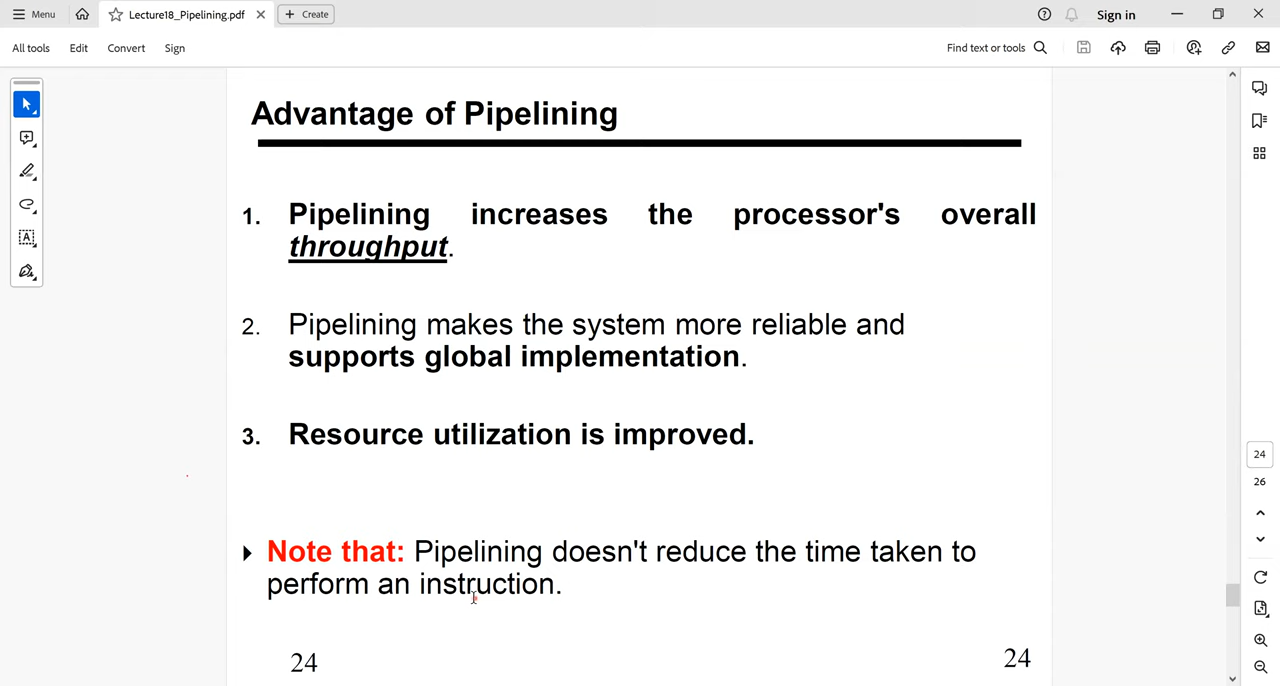 Menu Lecture18_Pipelining.pdf Create Sign in
All tools Edit Convert Sign Find text or tools
Advantage of Pipelining
1. Pipelining increases the processor's overall
throughput.
2. Pipelining makes the system more reliable and
supports global implementation.
3. Resource utilization is improved.
24
26
Note that: Pipelining doesn't reduce the time taken to
perform an instruction.
24 24